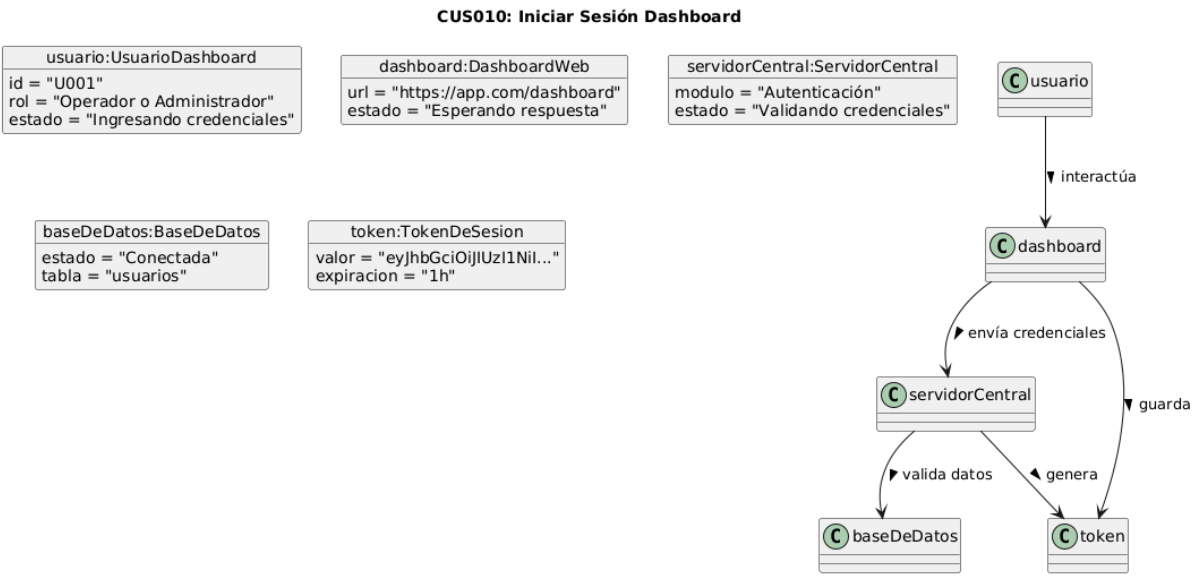 CUS010: Iniciar Sesión Dashboard
usuario:UsuarioDashboard
id = "U001"
rol = "Operador o Administrador"
estado = "Ingresando credenciales"
dashboard:DashboardWeb
url = "https://app.com/dashboard"
estado = "Esperando respuesta"
servidorCentral:ServidorCentral
modulo = "Autenticación"
estado = "Validando credenciales"
C usuario
interactúa
baseDeDatos:BaseDeDatos
estado = "Conectada"
tabla = "usuarios"
token:TokenDeSesion
valor = "eyJhbGciOiJIUzI1NiI..."
expiracion = "1h"
C dashboard
envía credenciales
C servidorCentral
guarda
valida datos
genera
C baseDeDatos
C token